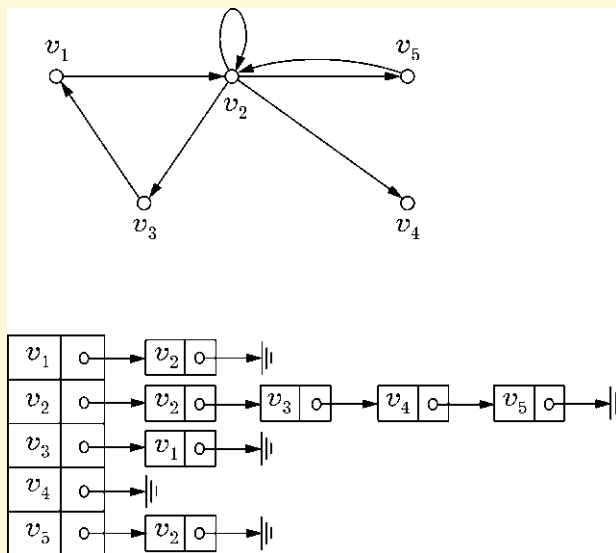 v₁ v₅
v₂
v₃ v₄
v₁ v₂
v₂ v₂ v₃ v₄ v₅
v₃ v₁
v₄
v₅ v₂